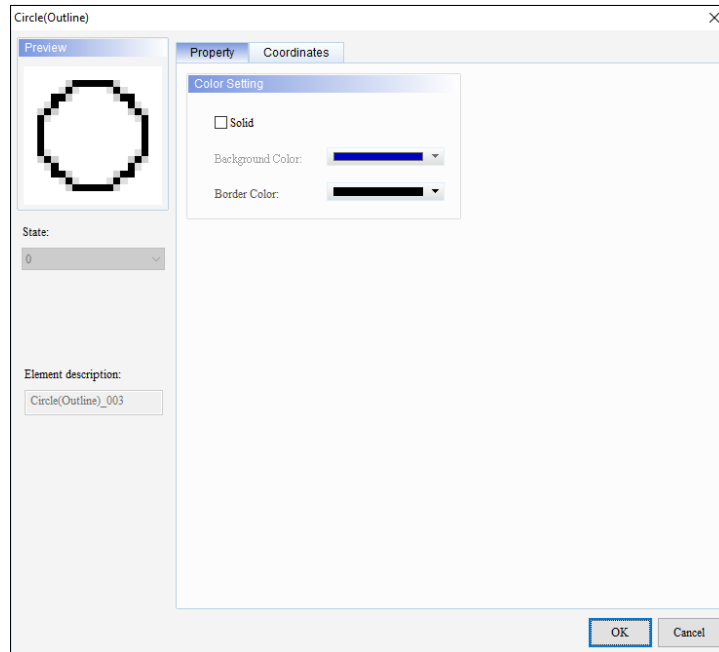 Circle(Outline)
Preview
Property
Coordinates
Color Setting
Solid
Background Color:
Border Color:
State:
0
Element description:
Circle(Outline)_003
OK
Cancel